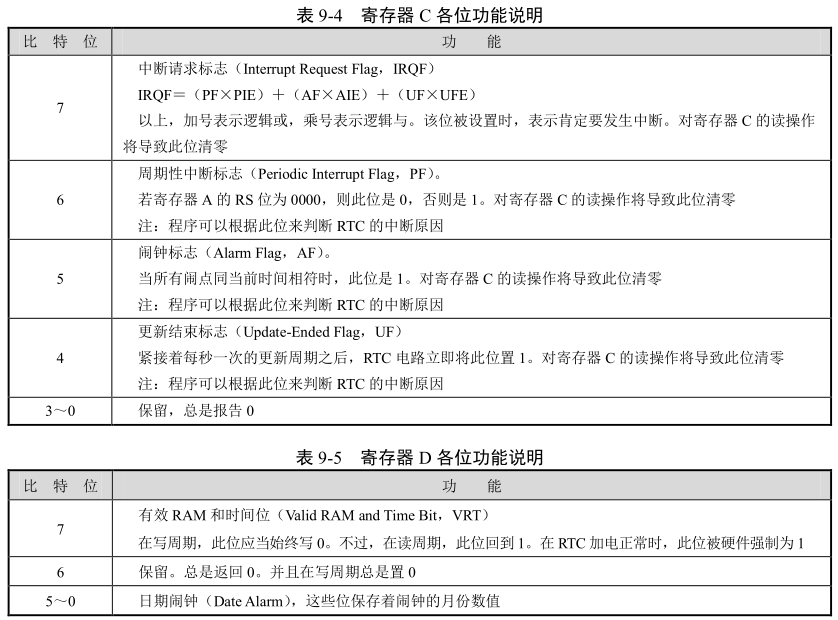 表 9-4 寄存器 C 各位功能说明
比 特 位 功 能
7
中断请求标志（Interrupt Request Flag，IRQF）
IRQF＝（PF×PIE）＋（AF×AIE）＋（UF×UFE）
以上，加号表示逻辑或，乘号表示逻辑与。该位被设置时，表示肯定要发生中断。对寄存器 C 的读操作
将导致此位清零
6
周期性中断标志（Periodic Interrupt Flag，PF）。
若寄存器 A 的 RS 位为 0000，则此位是 0，否则是 1。对寄存器 C 的读操作将导致此位清零
注：程序可以根据此位来判断 RTC 的中断原因
5
闹钟标志（Alarm Flag，AF）。
当所有闹点同当前时间相符时，此位是 1。对寄存器 C 的读操作将导致此位清零
注：程序可以根据此位来判断 RTC 的中断原因
4
更新结束标志（Update-Ended Flag，UF）
紧接着每秒一次的更新周期之后，RTC 电路立即将此位置 1。对寄存器 C 的读操作将导致此位清零
注：程序可以根据此位来判断 RTC 的中断原因
3～0 保留，总是报告 0
表 9-5 寄存器 D 各位功能说明
比 特 位 功 能
7
有效 RAM 和时间位（Valid RAM and Time Bit，VRT）
在写周期，此位应当始终写 0。不过，在读周期，此位回到 1。在 RTC 加电正常时，此位被硬件强制为 1
6 保留。总是返回 0。并且在写周期总是置 0
5～0 日期闹钟（Date Alarm），这些位保存着闹钟的月份数值